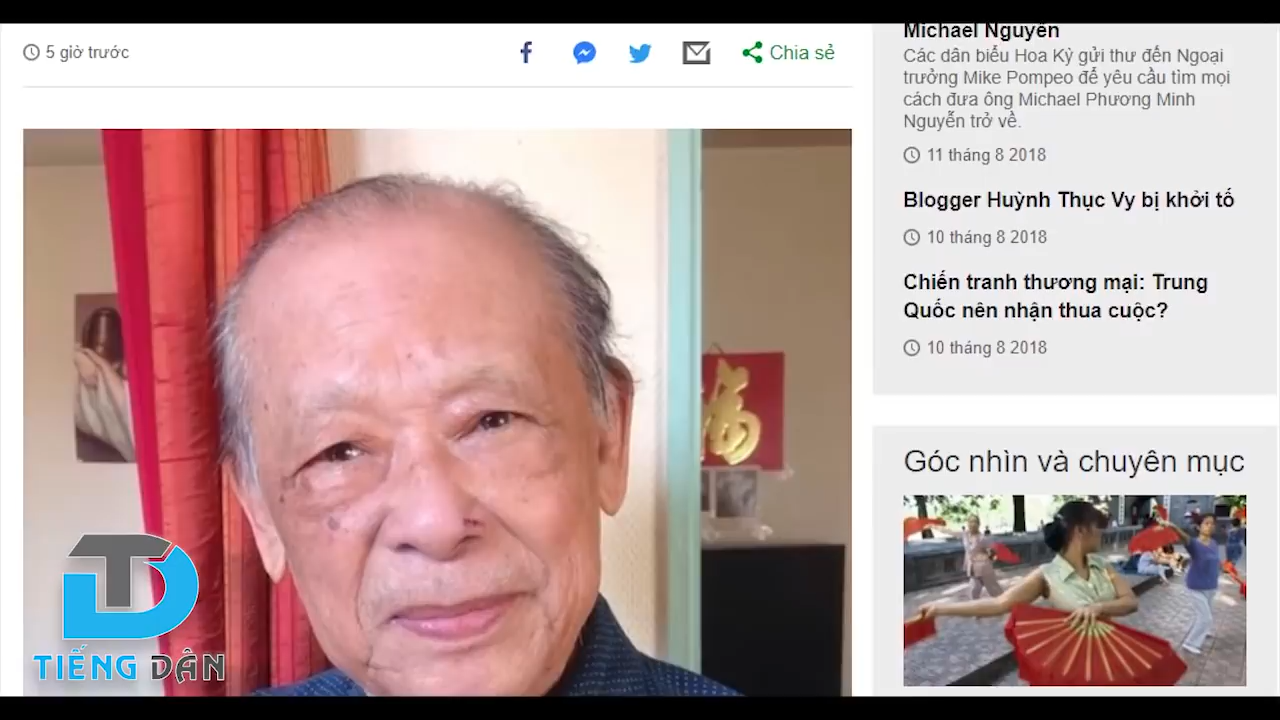 5 giờ trước
Chia sẻ
Michael Nguyễn
Các dân biểu Hoa Kỳ gửi thư đến Ngoại
trưởng Mike Pompeo để yêu cầu tìm mọi
cách đưa ông Michael Phương Minh
Nguyễn trở về.
11 tháng 8 2018
Blogger Huỳnh Thục Vy bị khởi tố
10 tháng 8 2018
Chiến tranh thương mại: Trung
Quốc nên nhận thua cuộc?
10 tháng 8 2018
Góc nhìn và chuyên mục
福
TD
TIẾNG DÂN